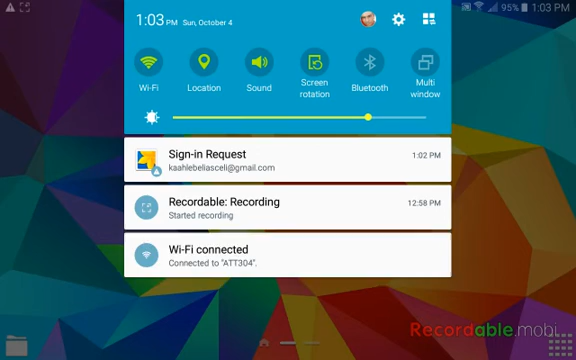 1:03 PM Sun, October 4
95% 1:03 PM
Wi-Fi
Location
Sound
Screen
rotation
Bluetooth
Multi
window
Sign-in Request
1:02 PM
kaahlebeliasceli@gmail.com
Recordable: Recording
12:58 PM
Started recording
Wi-Fi connected
Connected to "ATT304".
Recordable.mobi